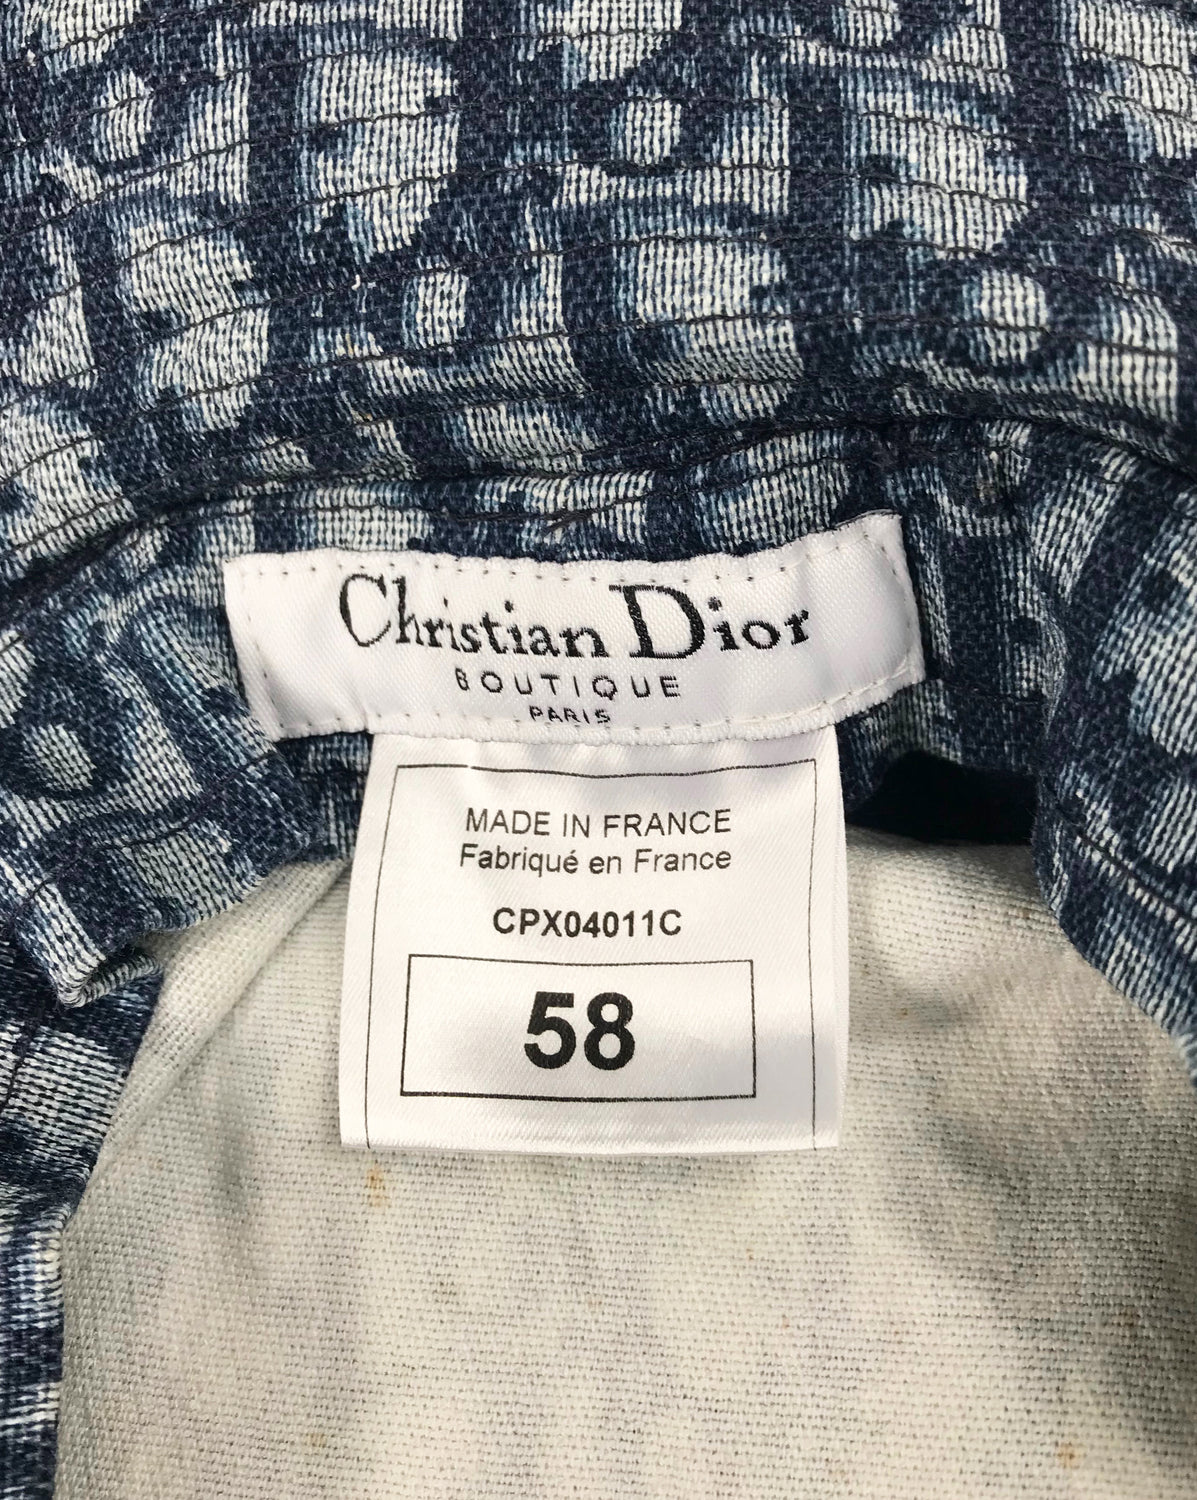 Christian Dior
BOUTIQUE
PARIS
MADE IN FRANCE
Fabriqué en France
CPX04011C
58